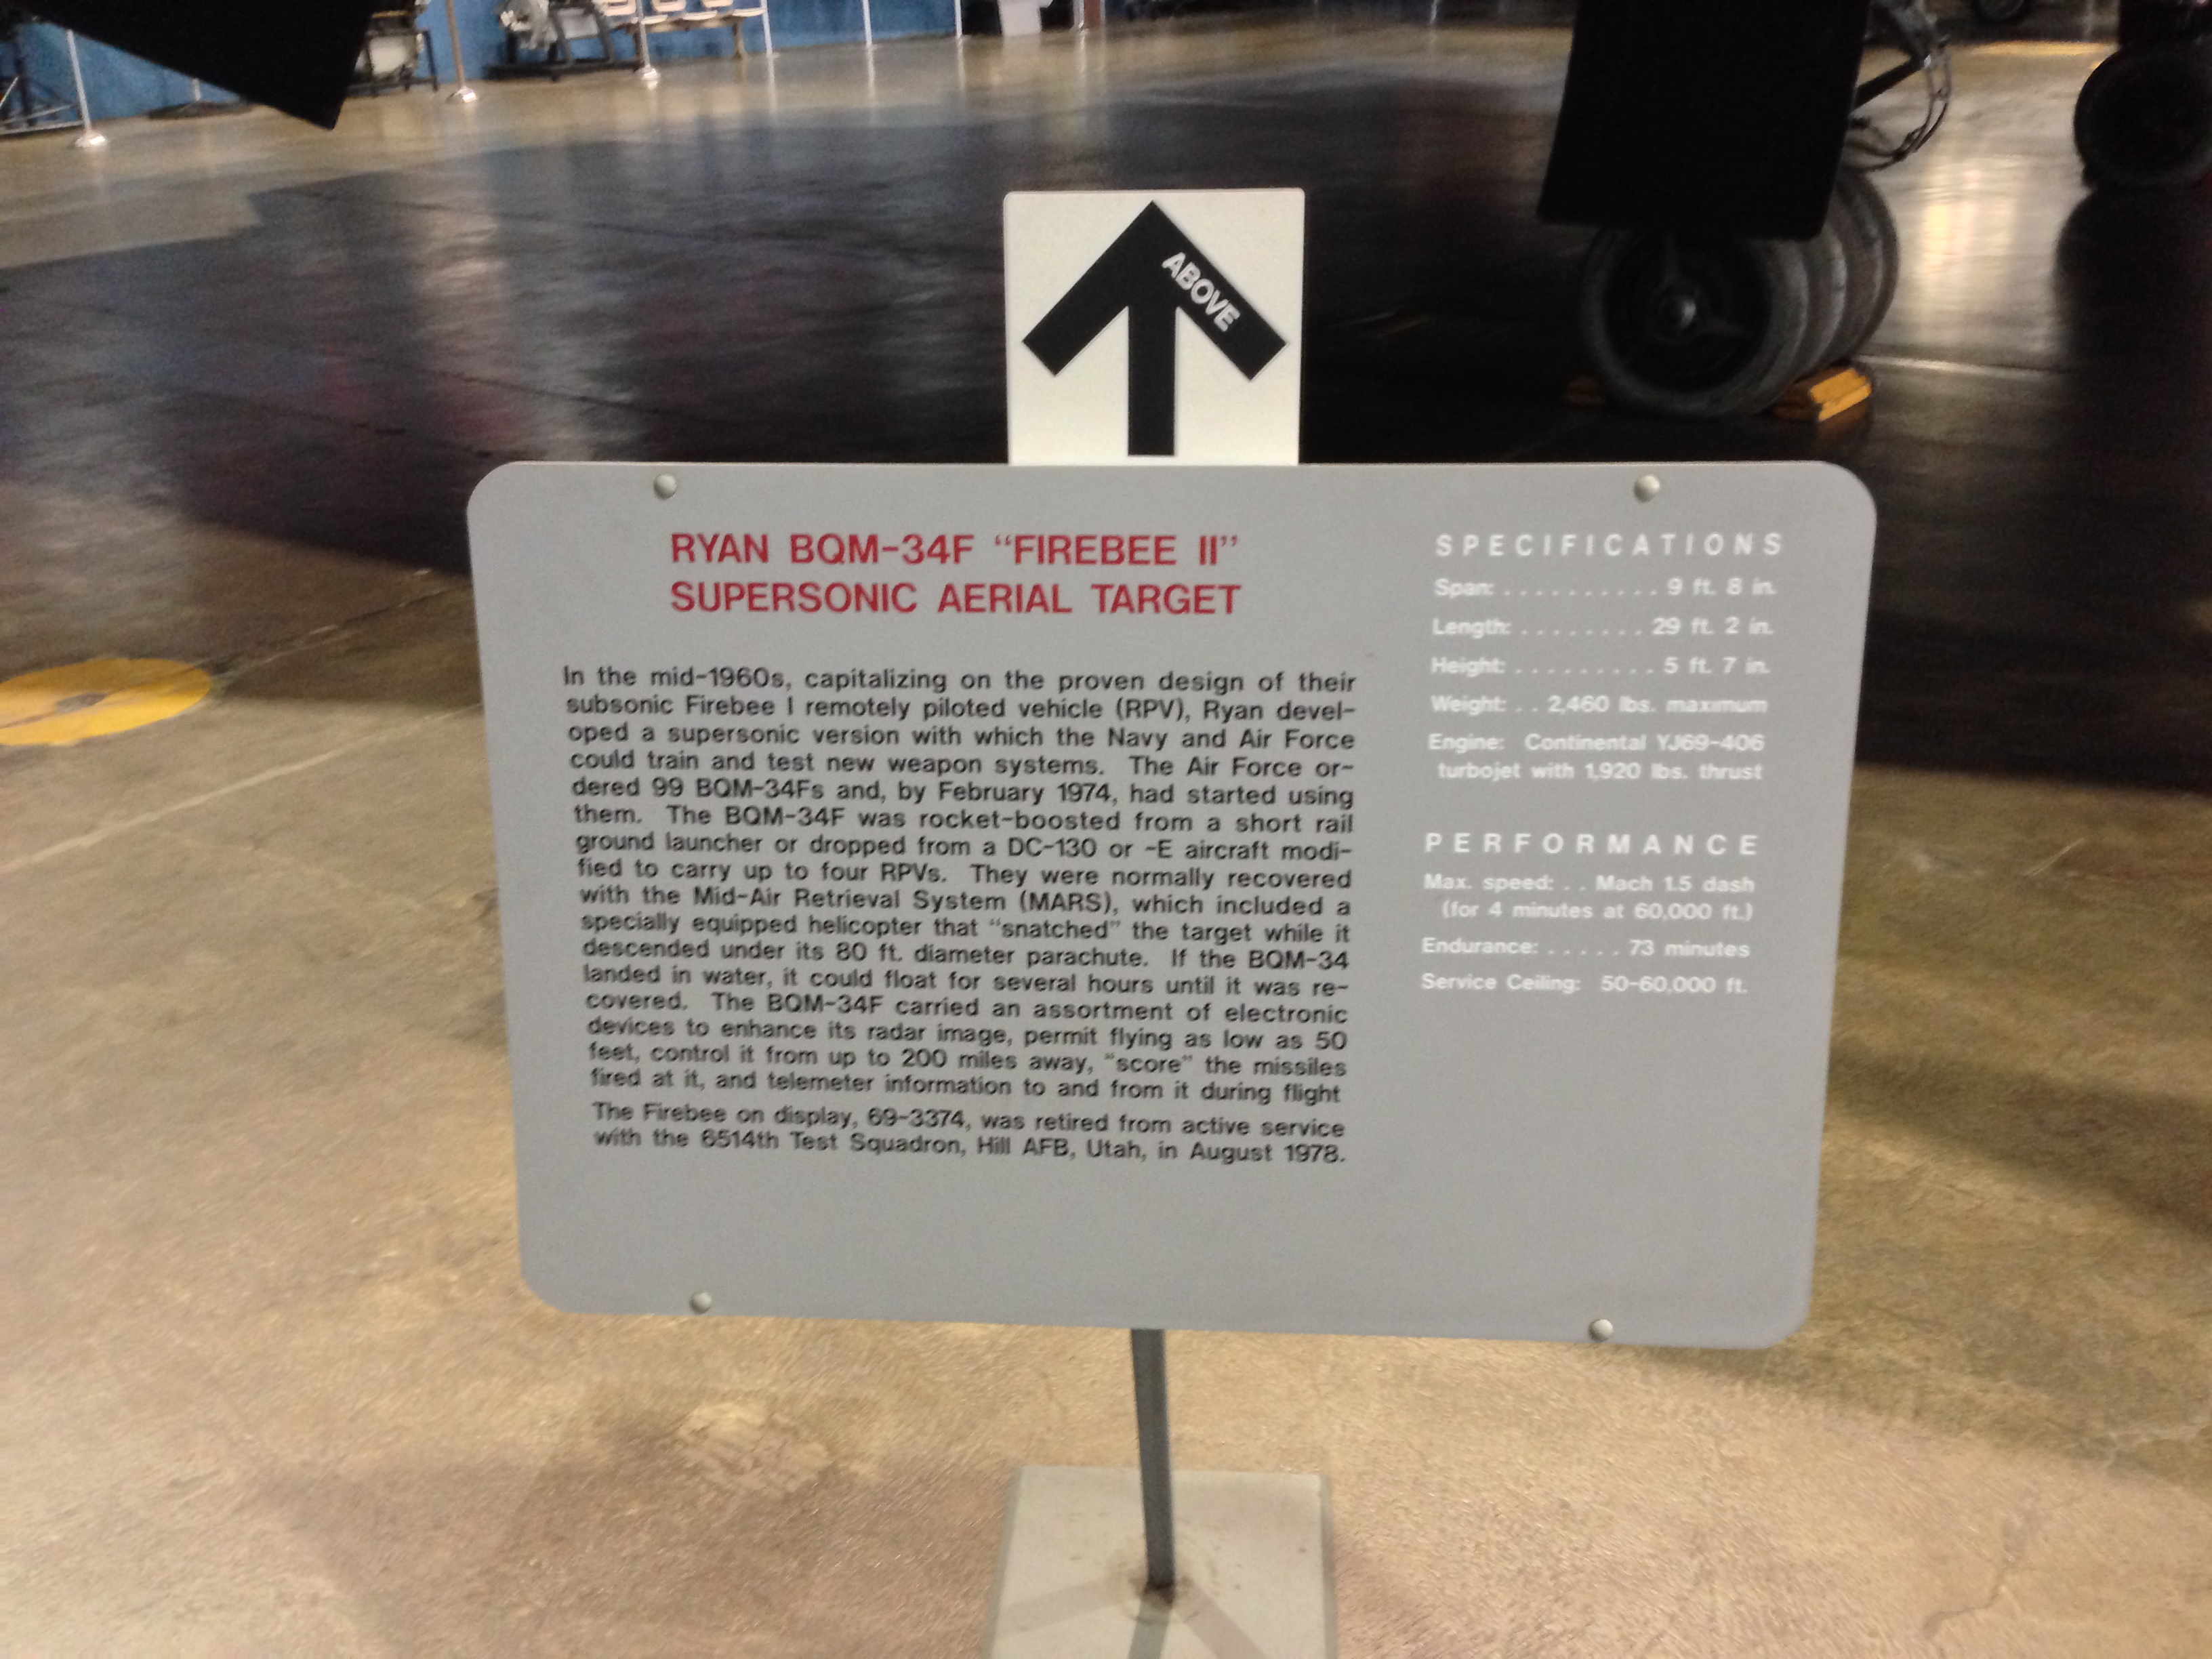 ABOVE
RYAN BQM-34F “FIREBEE II”
SUPERSONIC AERIAL TARGET
In the mid-1960s, capitalizing on the proven design of their
subsonic Firebee I remotely piloted vehicle (RPV), Ryan devel-
oped a supersonic version with which the Navy and Air Force
could train and test new weapon systems. The Air Force or-
dered 99 BQM-34Fs and, by February 1974, had started using
them. The BQM-34F was rocket-boosted from a short rail
ground launcher or dropped from a DC-130 or -E aircraft modi-
fied to carry up to four RPVs. They were normally recovered
with the Mid-Air Retrieval System (MARS), which included a
specially equipped helicopter that “snatched” the target while it
descended under its 80 ft. diameter parachute. If the BQM-34
landed in water, it could float for several hours until it was re-
covered. The BQM-34F carried an assortment of electronic
devices to enhance its radar image, permit flying as low as 50
feet, control it from up to 200 miles away, “score” the missiles
fired at it, and telemeter information to and from it during flight
The Firebee on display, 69-3374, was retired from active service
with the 6514th Test Squadron, Hill AFB, Utah, in August 1978.
SPECIFICATIONS
Span: . . . . . . . . . . 9 ft. 8 in.
Length: . . . . . . . . 29 ft. 2 in.
Height: . . . . . . . . . 5 ft. 7 in.
Weight: . . 2,460 lbs. maximum
Engine: Continental YJ69-406
turbojet with 1,920 lbs. thrust
PERFORMANCE
Max. speed: . . Mach 1.5 dash
(for 4 minutes at 60,000 ft.)
Endurance: . . . . . 73 minutes
Service Ceiling: 50-60,000 ft.